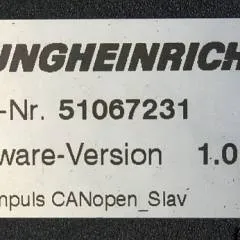 UNGHEINRICH
-Nr. 51067231
ware-Version 1.0
mpuls CANopen_Slav